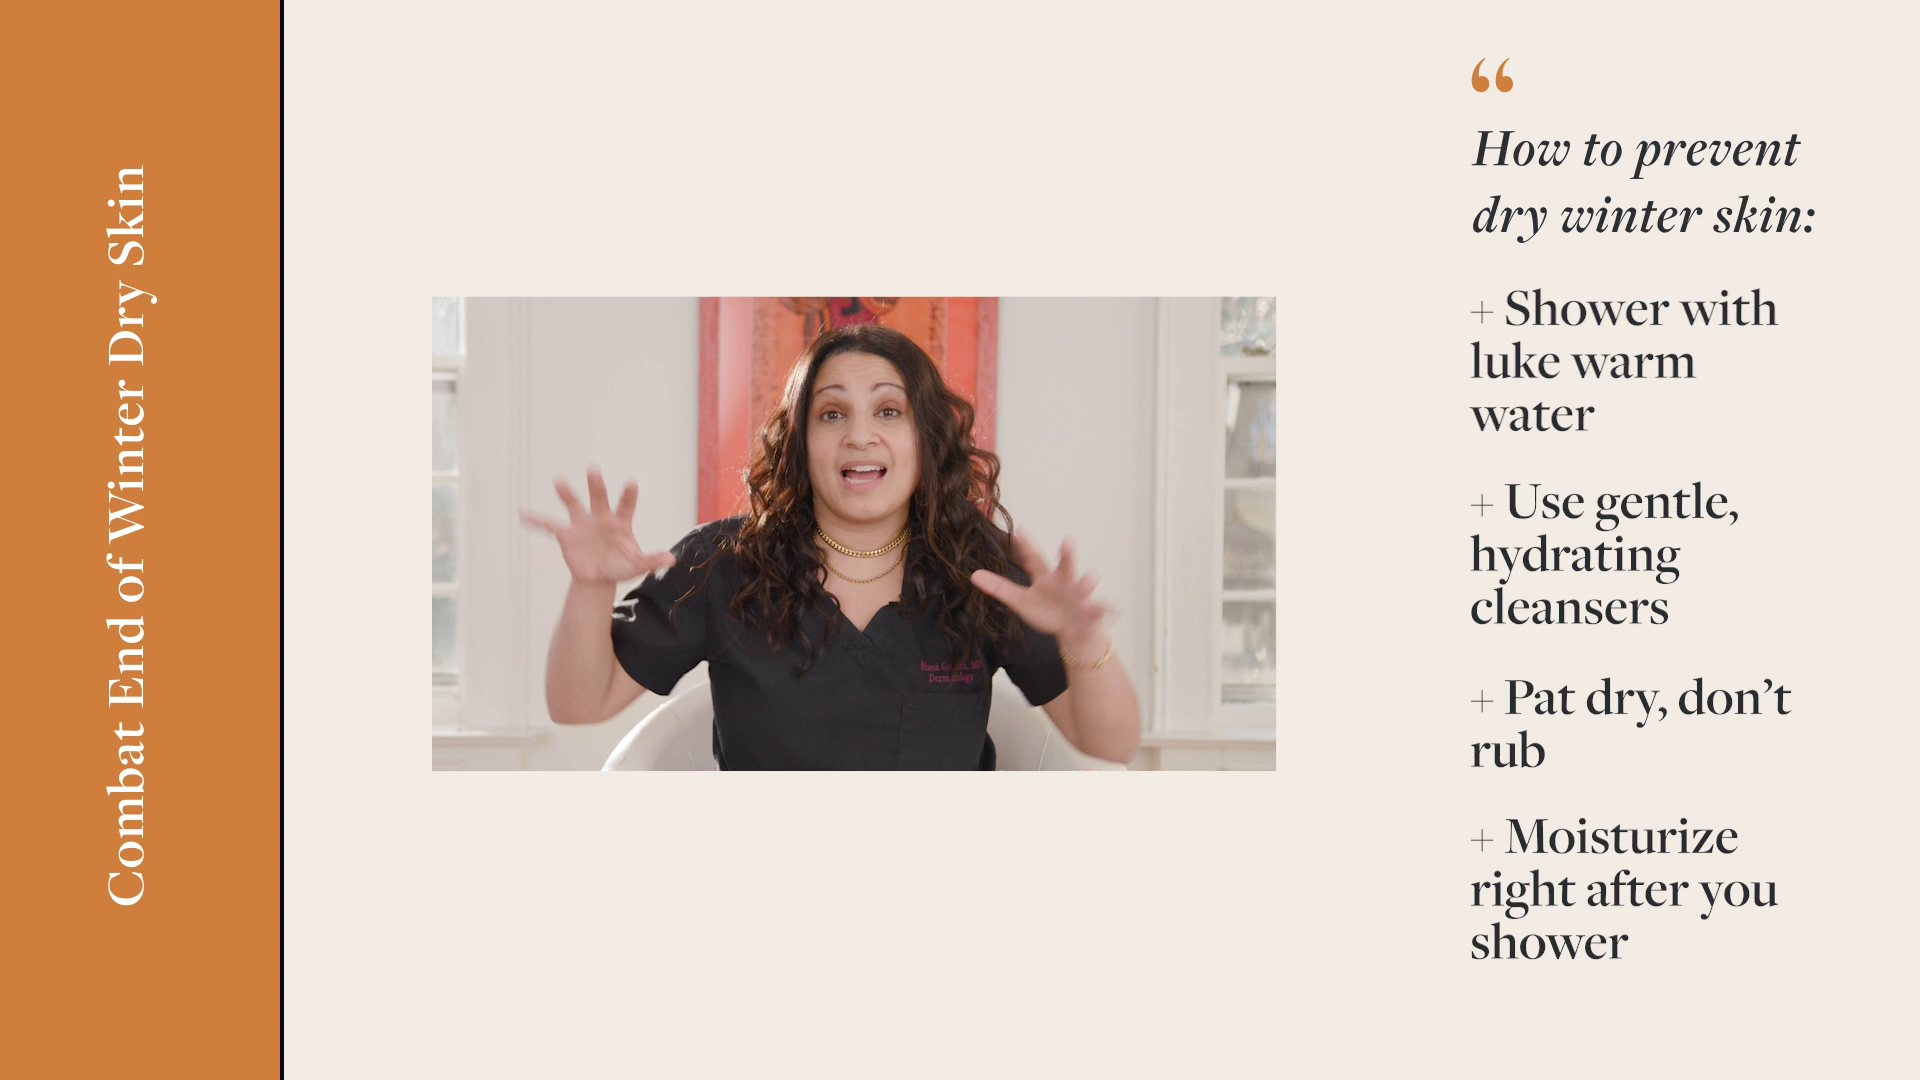 Combat End of Winter Dry Skin
“
How to prevent
dry winter skin:
+ Shower with
luke warm
water
+ Use gentle,
hydrating
cleansers
+ Pat dry, don’t
rub
+ Moisturize
right after you
shower
MD